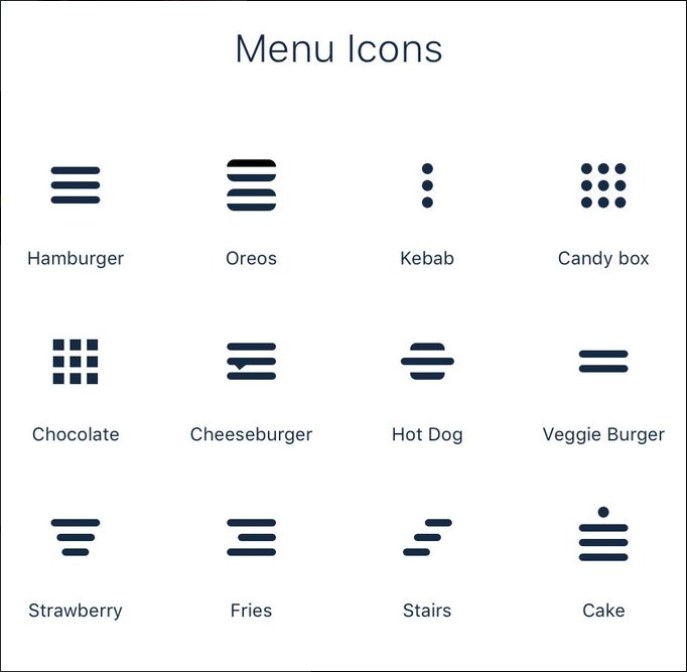 Menu Icons
Hamburger
Oreos
Kebab
Candy box
Chocolate
Cheeseburger
Hot Dog
Veggie Burger
Strawberry
Fries
Stairs
Cake